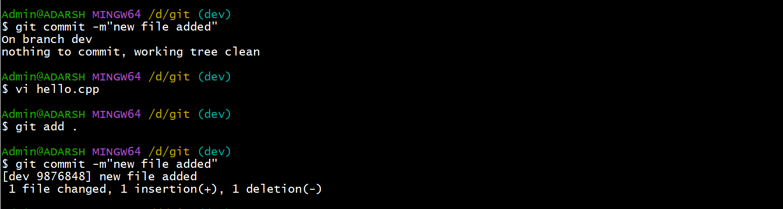 Admin@ADARSH MINGW64 /d/git (dev)
$ git commit -m"new file added"
On branch dev
nothing to commit, working tree clean
Admin@ADARSH MINGW64 /d/git (dev)
$ vi hello.cpp
Admin@ADARSH MINGW64 /d/git (dev)
$ git add .
Admin@ADARSH MINGW64 /d/git (dev)
$ git commit -m"new file added"
[dev 9876848] new file added
1 file changed, 1 insertion(+), 1 deletion(-)